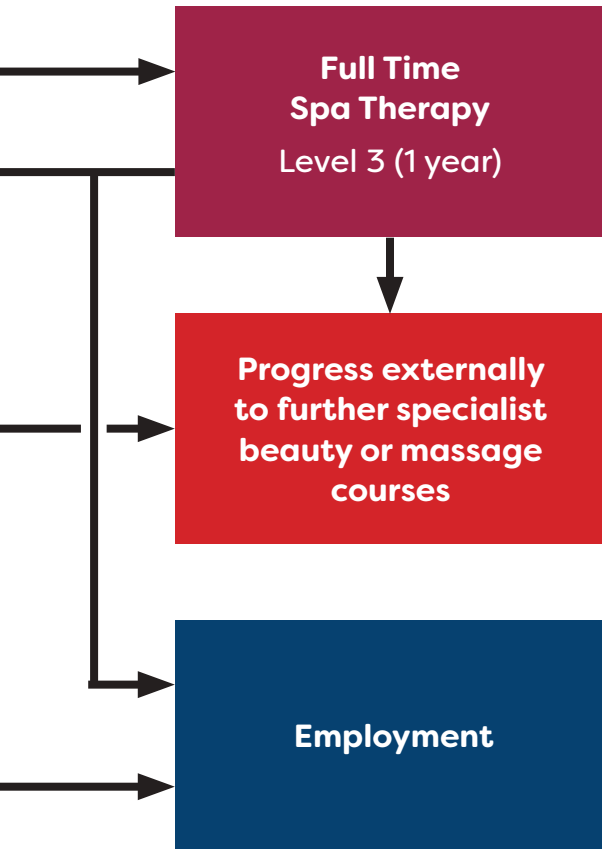 Full Time
Spa Therapy
Level 3 (1 year)
Progress externally
to further specialist
beauty or massage
courses
Employment